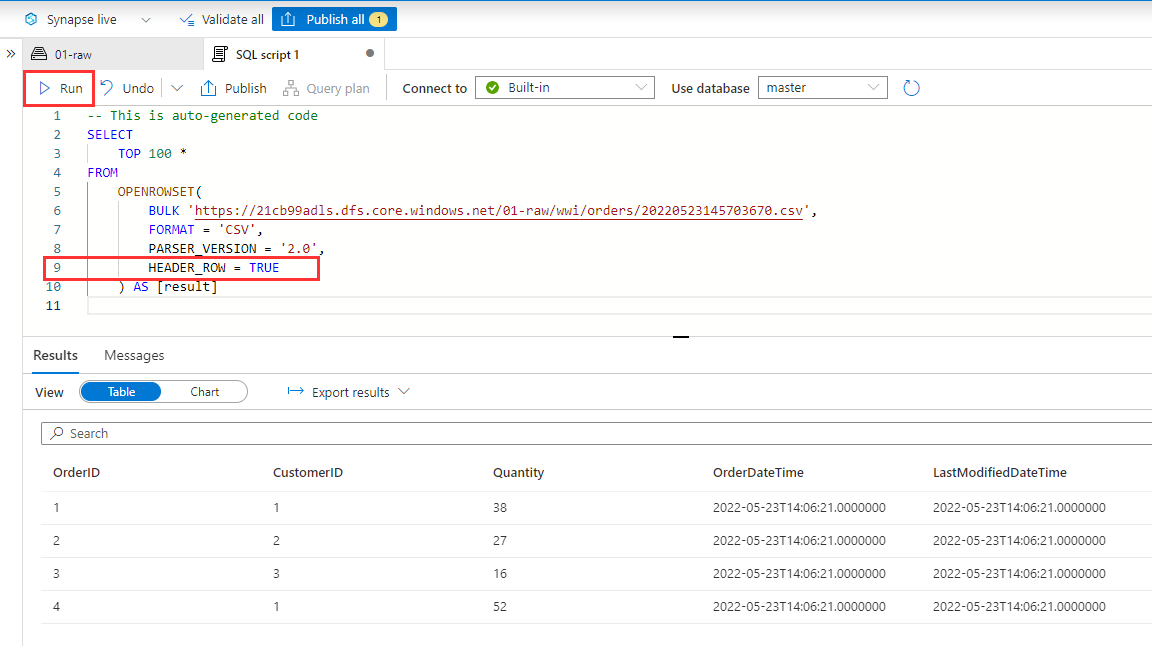 Synapse live Validate all Publish all 1
» 01-raw SQL script 1
Run Undo Publish Query plan Connect to Built-in Use database master
1 -- This is auto-generated code
2 SELECT
3 TOP 100 *
4 FROM
5 OPENROWSET(
6 BULK 'https://21cb99adls.dfs.core.windows.net/01-raw/wwi/orders/20220523145703670.csv',
7 FORMAT = 'CSV',
8 PARSER_VERSION = '2.0',
9 HEADER_ROW = TRUE
10 ) AS [result]
11
Results Messages
View Table Chart Export results
Search
OrderID CustomerID Quantity OrderDateTime LastModifiedDateTime
1 1 38 2022-05-23T14:06:21.0000000 2022-05-23T14:06:21.0000000
2 2 27 2022-05-23T14:06:21.0000000 2022-05-23T14:06:21.0000000
3 3 16 2022-05-23T14:06:21.0000000 2022-05-23T14:06:21.0000000
4 1 52 2022-05-23T14:06:21.0000000 2022-05-23T14:06:21.0000000